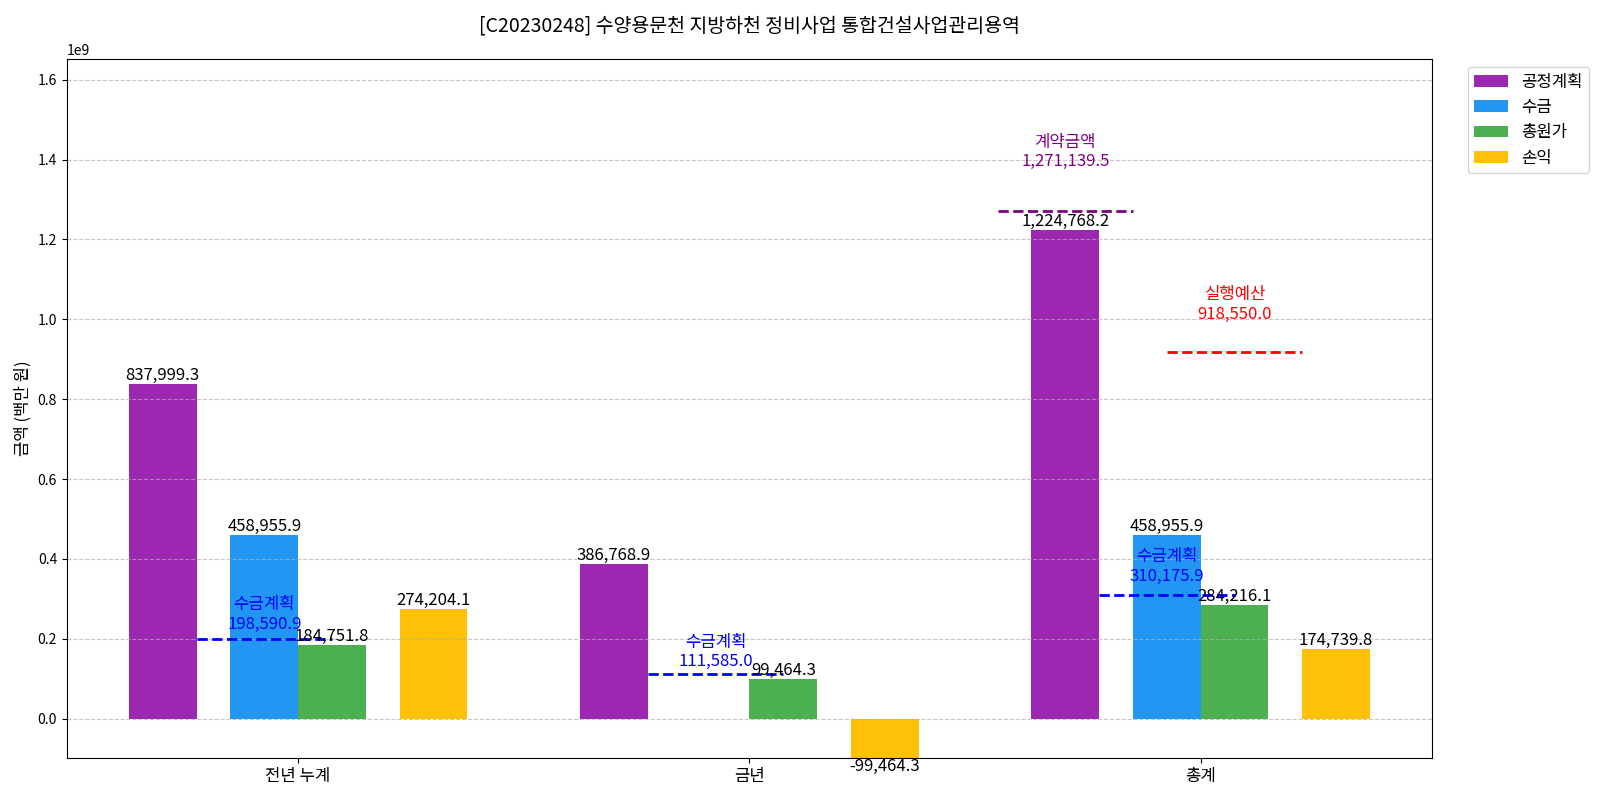 [C20230248] 수양용문천 지방하천 정비사업 통합건설사업관리용역
1e9
금액 (백만 원)
1.6
1.4
1.2
1.0
0.8
0.6
0.4
0.2
0.0
837,999.3
458,955.9
수금계획
198,590.9
184,751.8
274,204.1
386,768.9
수금계획
111,585.0
99,464.3
-99,464.3
계약금액
1,271,139.5
1,224,768.2
실행예산
918,550.0
458,955.9
수금계획
310,175.9
284,216.1
174,739.8
전년 누계
금년
총계
공정계획
수금
총원가
손익